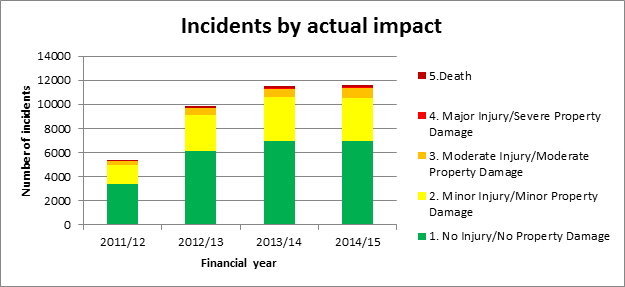 Incidents by actual impact
14000
12000
10000
8000
6000
4000
2000
0
Number of incidents
2011/12 2012/13 2013/14 2014/15
Financial year
5.Death
4. Major Injury/Severe Property
Damage
3. Moderate Injury/Moderate
Property Damage
2. Minor Injury/Minor Property
Damage
1. No Injury/No Property Damage